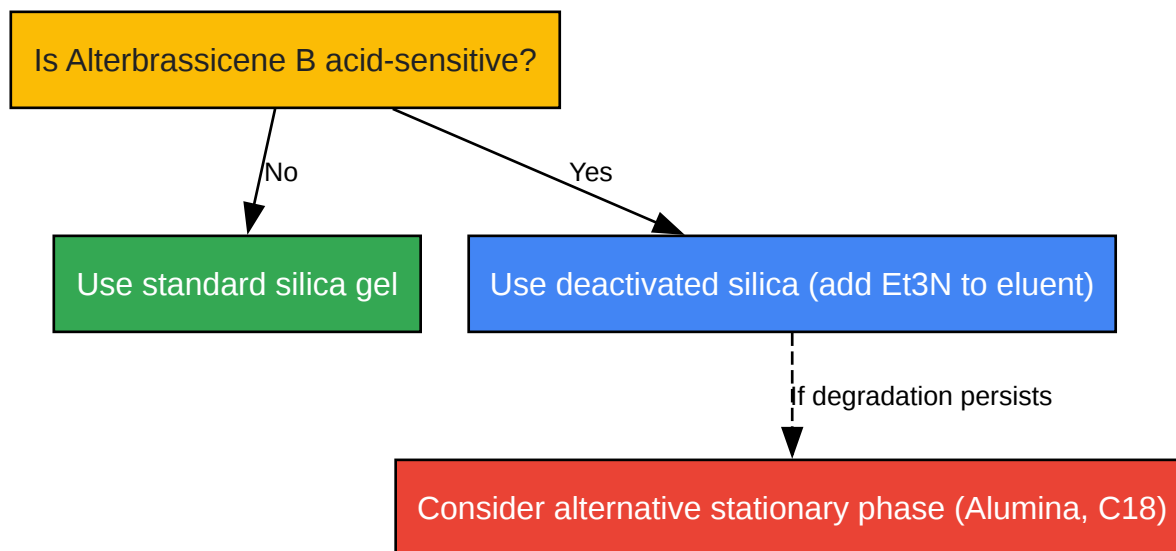 Is Alterbrassicene B acid-sensitive?
No
Yes
Use standard silica gel
Use deactivated silica (add Et3N to eluent)
If degradation persists
Consider alternative stationary phase (Alumina, C18)